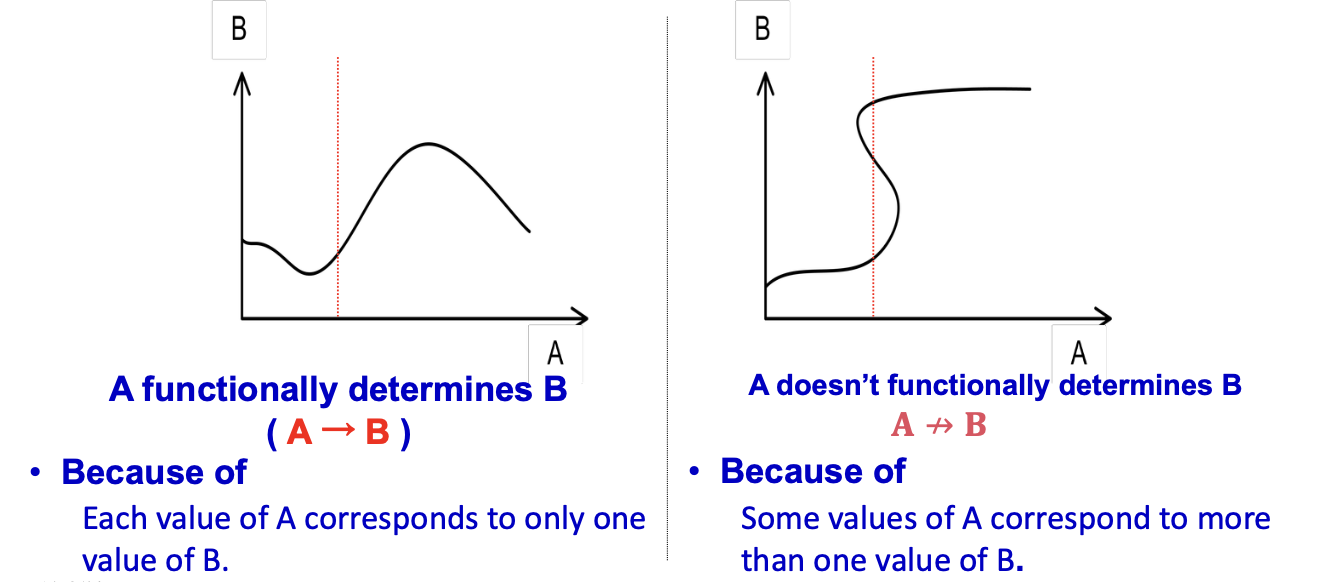 B
A
A functionally determines B
( A → B )
• Because of
Each value of A corresponds to only one
value of B.
B
A
A doesn't functionally determines B
A ↛ B
• Because of
Some values of A correspond to more
than one value of B.